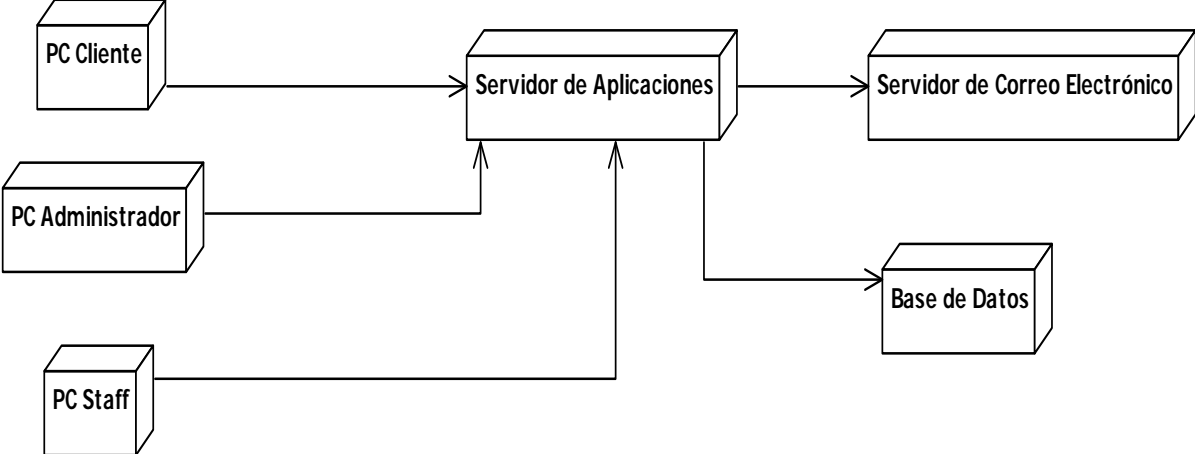 PC Cliente
Servidor de Aplicaciones
Servidor de Correo Electrónico
PC Administrador
Base de Datos
PC Staff